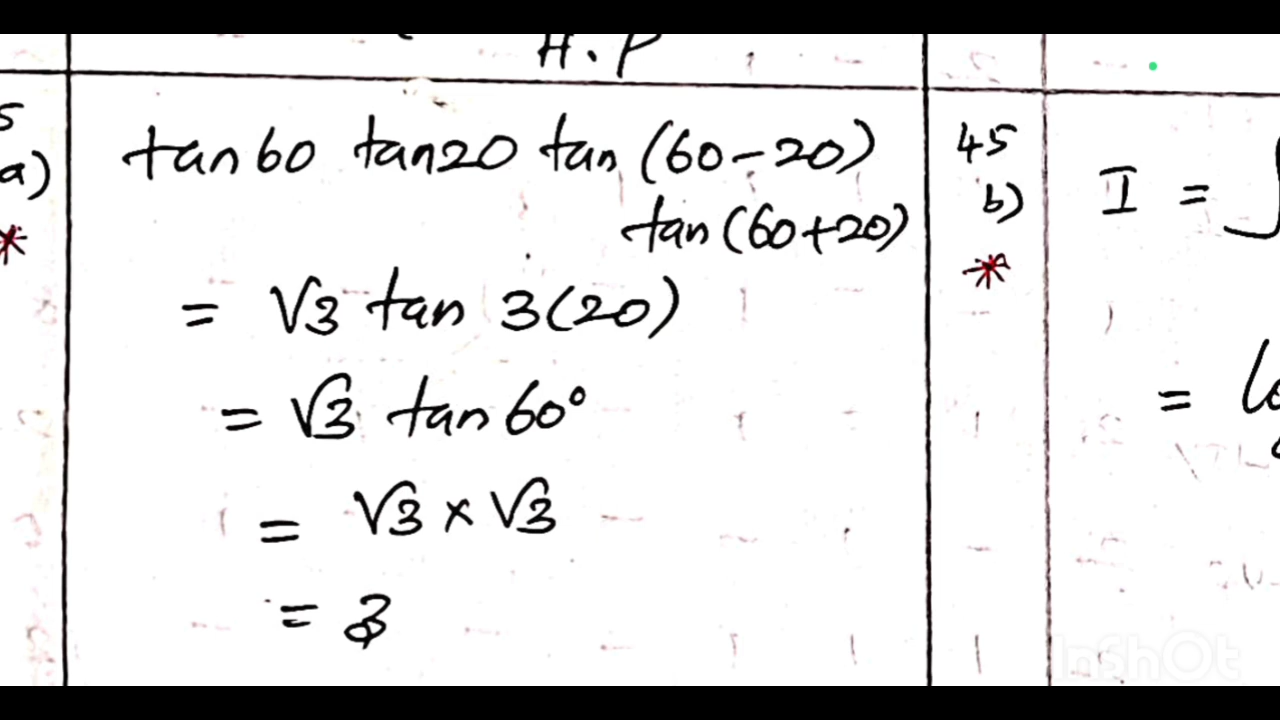 H.P
5
a)
*
tan60 tan20 tan(60-20)
tan(60+20)
= √3 tan 3(20)
= √3 tan 60°
= √3 × √3
= 3
45
b)
*
I = ∫
= lo
InShOt